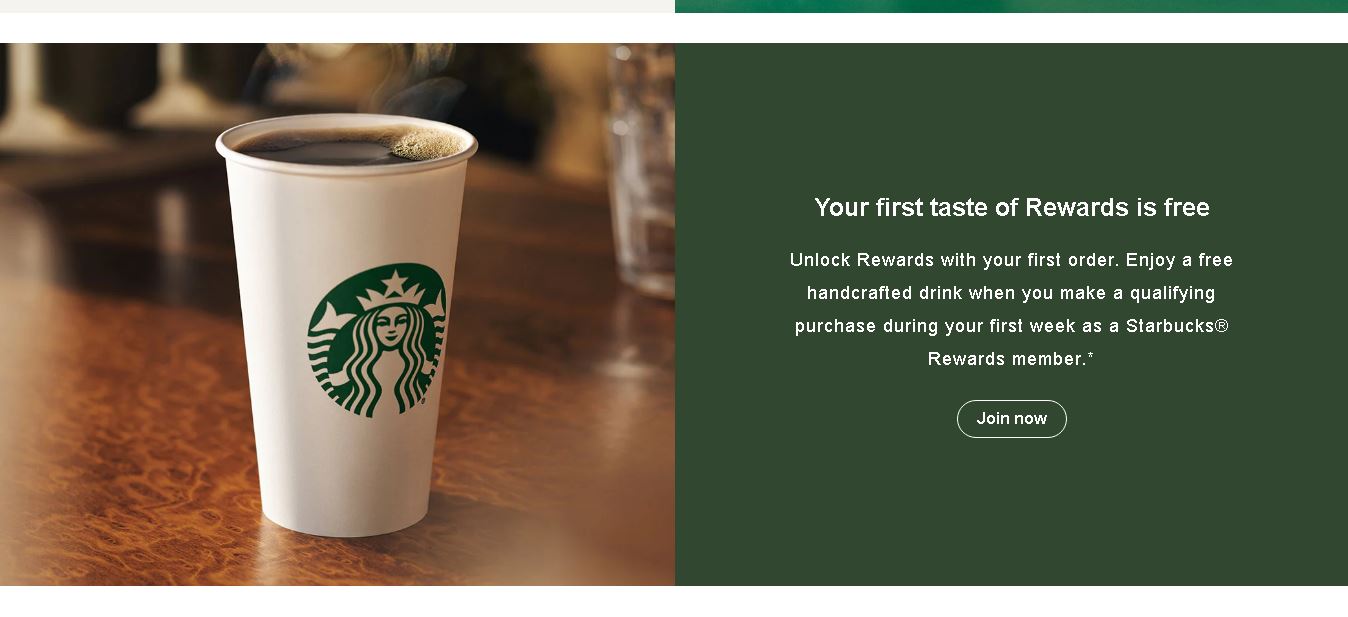 Your first taste of Rewards is free
Unlock Rewards with your first order. Enjoy a free
handcrafted drink when you make a qualifying
purchase during your first week as a Starbucks®
Rewards member.*
Join now